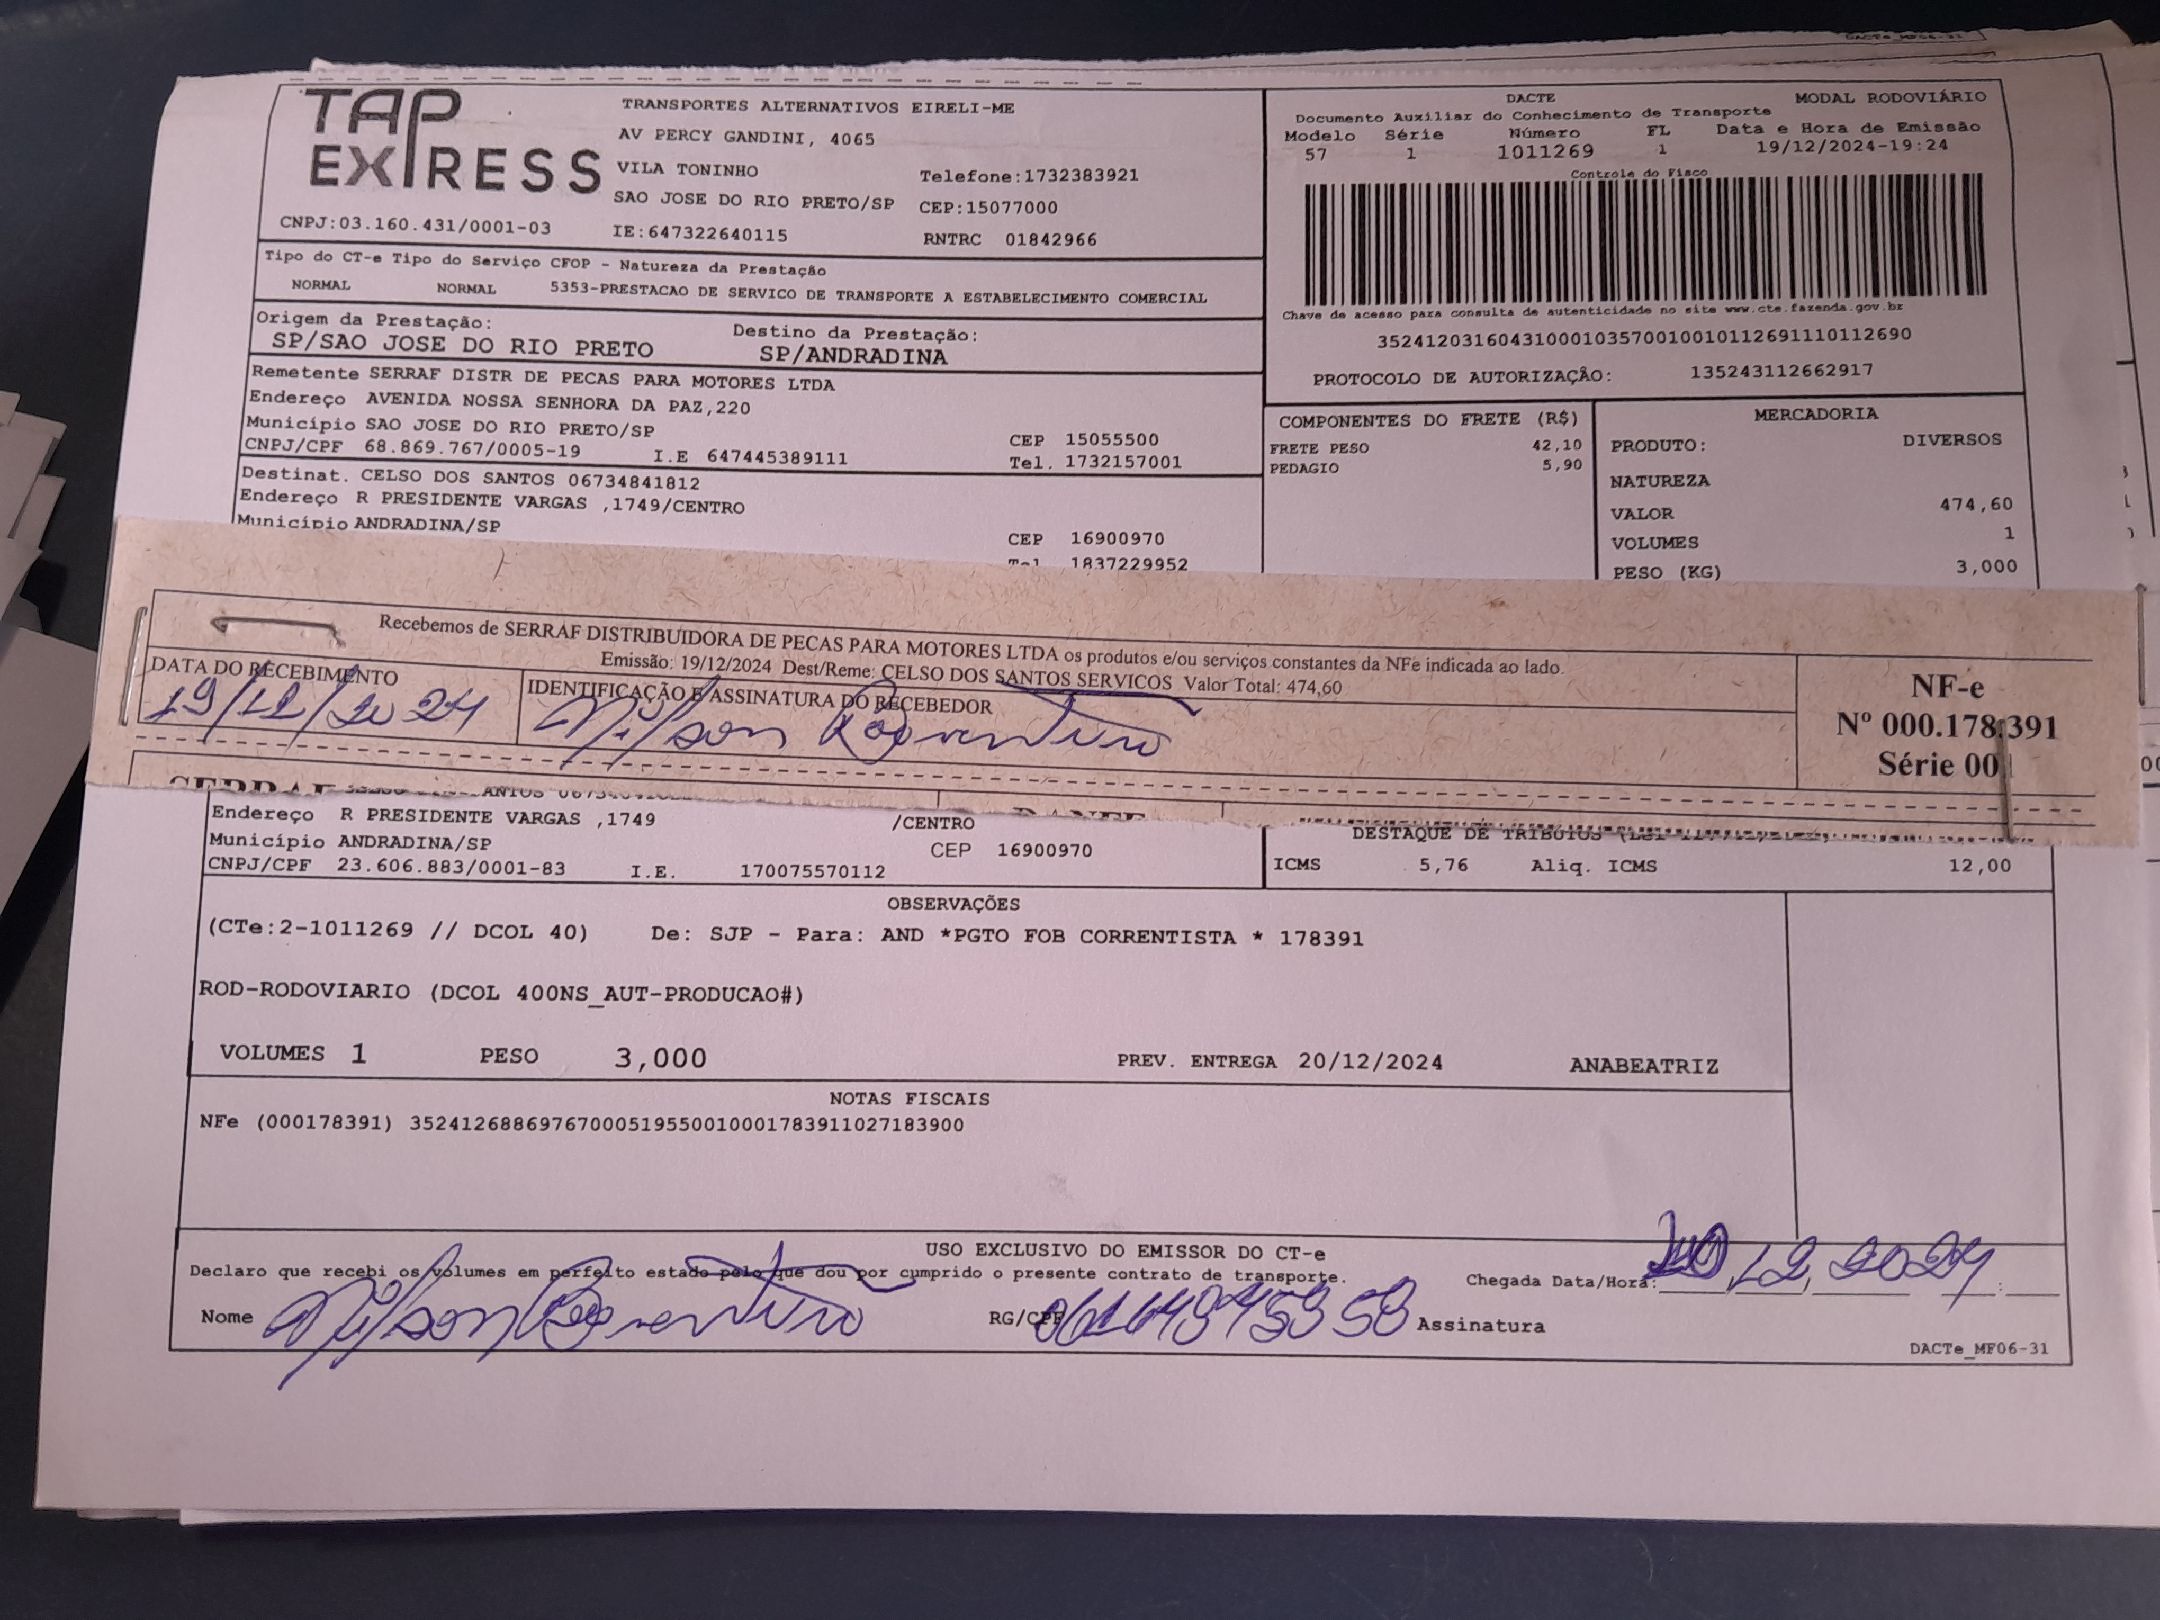 TAP EXPRESS
TRANSPORTES ALTERNATIVOS EIRELI-ME
AV PERCY GANDINI, 4065
VILA TONINHO
Telefone:1732383921
SAO JOSE DO RIO PRETO/SP CEP:15077000
CNPJ:03.160.431/0001-03 IE:647322640115 RNTRC 01842966
DACTE MODAL RODOVIÁRIO
Documento Auxiliar do Conhecimento de Transporte
Modelo Série Número FL Data e Hora de Emissão
57 1 1011269 1 19/12/2024-19:24
Controle do Fisco
Chave de acesso para consulta de autenticidade no site www.cte.fazenda.gov.br
35241203160431000103570010010112691110112690
PROTOCOLO DE AUTORIZAÇÃO: 135243112662917
Tipo do CT-e Tipo do Serviço CFOP - Natureza da Prestação
NORMAL NORMAL 5353-PRESTACAO DE SERVICO DE TRANSPORTE A ESTABELECIMENTO COMERCIAL
Origem da Prestação: Destino da Prestação:
SP/SAO JOSE DO RIO PRETO SP/ANDRADINA
Remetente SERRAF DISTR DE PECAS PARA MOTORES LTDA
Endereço AVENIDA NOSSA SENHORA DA PAZ,220
Município SAO JOSE DO RIO PRETO/SP CEP 15055500
CNPJ/CPF 68.869.767/0005-19 I.E 647445389111 Tel. 1732157001
Destinat. CELSO DOS SANTOS 06734841812
Endereço R PRESIDENTE VARGAS ,1749/CENTRO
Município ANDRADINA/SP CEP 16900970
Tel 1837229952
COMPONENTES DO FRETE (R$)
FRETE PESO 42,10
PEDAGIO 5,90
MERCADORIA
PRODUTO: DIVERSOS
NATUREZA
VALOR 474,60
VOLUMES 1
PESO (KG) 3,000
Recebemos de SERRAF DISTRIBUIDORA DE PECAS PARA MOTORES LTDA os produtos e/ou serviços constantes da NFe indicada ao lado.
Emissão: 19/12/2024 Dest/Reme: CELSO DOS SANTOS SERVICOS Valor Total: 474,60
DATA DO RECEBIMENTO IDENTIFICAÇÃO E ASSINATURA DO RECEBEDOR
19/12/2024 Nilson Boaventura
NF-e
Nº 000.178.391
Série 001
SERRAF
Endereço R PRESIDENTE VARGAS ,1749 /CENTRO
Município ANDRADINA/SP CEP 16900970
CNPJ/CPF 23.606.883/0001-83 I.E. 170075570112
DESTAQUE DE TRIBUTOS
ICMS 5,76 Aliq. ICMS 12,00
OBSERVAÇÕES
(CTe:2-1011269 // DCOL 40) De: SJP - Para: AND *PGTO FOB CORRENTISTA * 178391
ROD-RODOVIARIO (DCOL 400NS_AUT-PRODUCAO#)
VOLUMES 1 PESO 3,000 PREV. ENTREGA 20/12/2024 ANABEATRIZ
NOTAS FISCAIS
NFe (000178391) 35241268869767000519550010001783911027183900
USO EXCLUSIVO DO EMISSOR DO CT-e
Declaro que recebi os volumes em perfeito estado pelo que dou por cumprido o presente contrato de transporte.
Chegada Data/Hora: 20 12 2024
Nome Nilson Boaventura RG/CPF Assinatura
DACTe_MF06-31